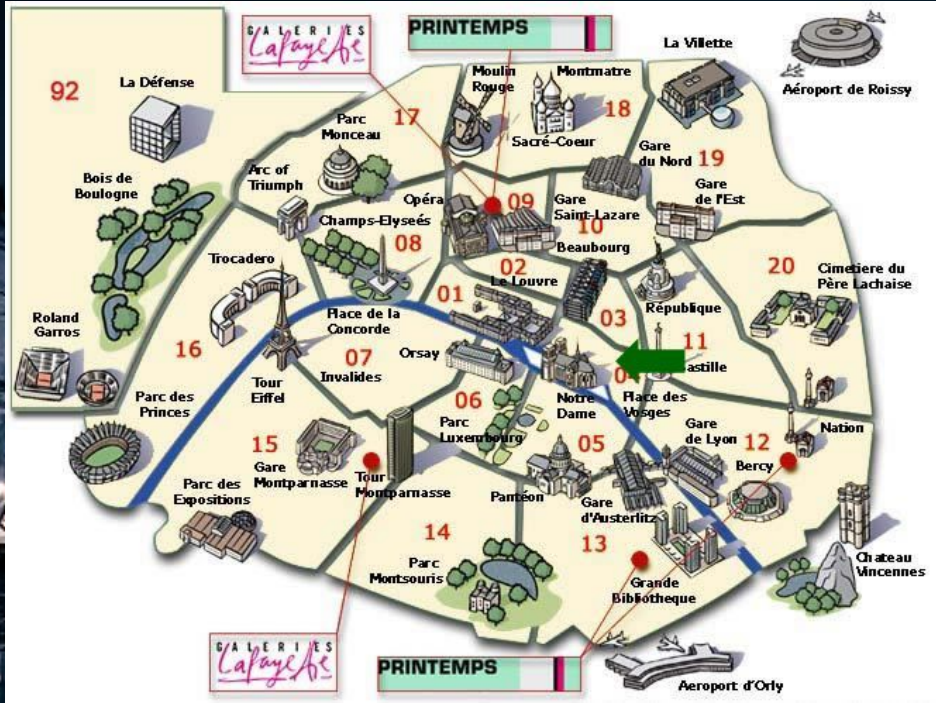 GALERIES
Lafayette
PRINTEMPS
92
La Défense
Moulin
Rouge
Montmatre
La Villette
Aéroport de Roissy
17
18
Parc
Monceau
Sacré-Coeur
Gare
du Nord
19
Bois de
Boulogne
Arc of
Triumph
Opéra
09
Gare
Saint-Lazare
Gare
de l'Est
Champs-Elyseés
08
10
Beaubourg
Trocadero
02
Le Louvre
20
Cimetiere du
Père Lachaise
01
République
Roland
Garros
Place de la
Concorde
03
16
Orsay
11
07
Invalides
Tour
Eiffel
Notre
Dame
astille
Place des
Vosges
Parc des
Princes
06
Parc
Luxembourg
Gare
de Lyon
12
Nation
15
Gare
Montparnasse
05
Bercy
Tour
Montparnasse
Pantéon
Gare
d'Austerlitz
Parc des
Expositions
14
13
Parc
Montsouris
Grande
Bibliotheque
Chateau
Vincennes
GALERIES
Lafayette
PRINTEMPS
Aeroport d'Orly